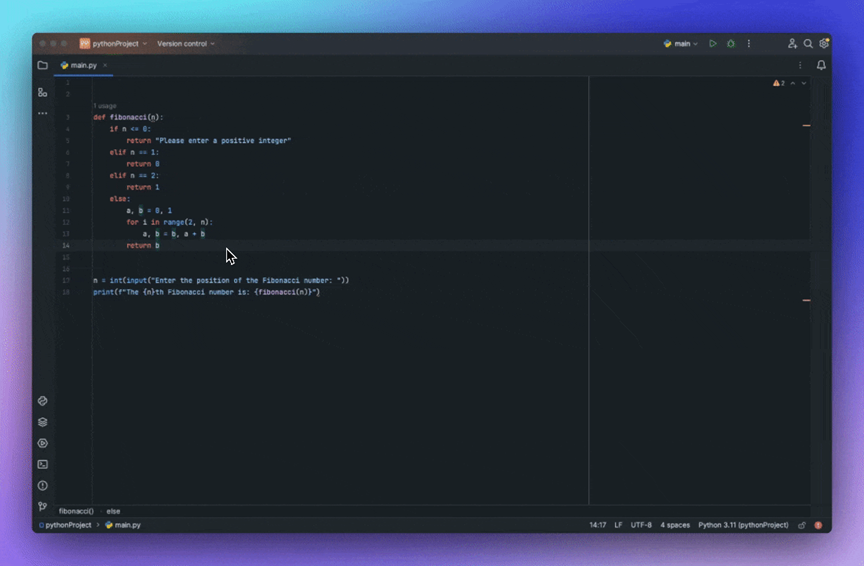 pythonProject Version control main
main.py
2
1
2
1 usage
3 def fibonacci(n):
4 if n <= 0:
5 return "Please enter a positive integer"
6 elif n == 1:
7 return 0
8 elif n == 2:
9 return 1
10 else:
11 a, b = 0, 1
12 for i in range(2, n):
13 a, b = b, a + b
14 return b
15
16
17 n = int(input("Enter the position of the Fibonacci number: "))
18 print(f"The {n}th Fibonacci number is: {fibonacci(n)}")
fibonacci() else
pythonProject > main.py 14:17 LF UTF-8 4 spaces Python 3.11 (pythonProject)